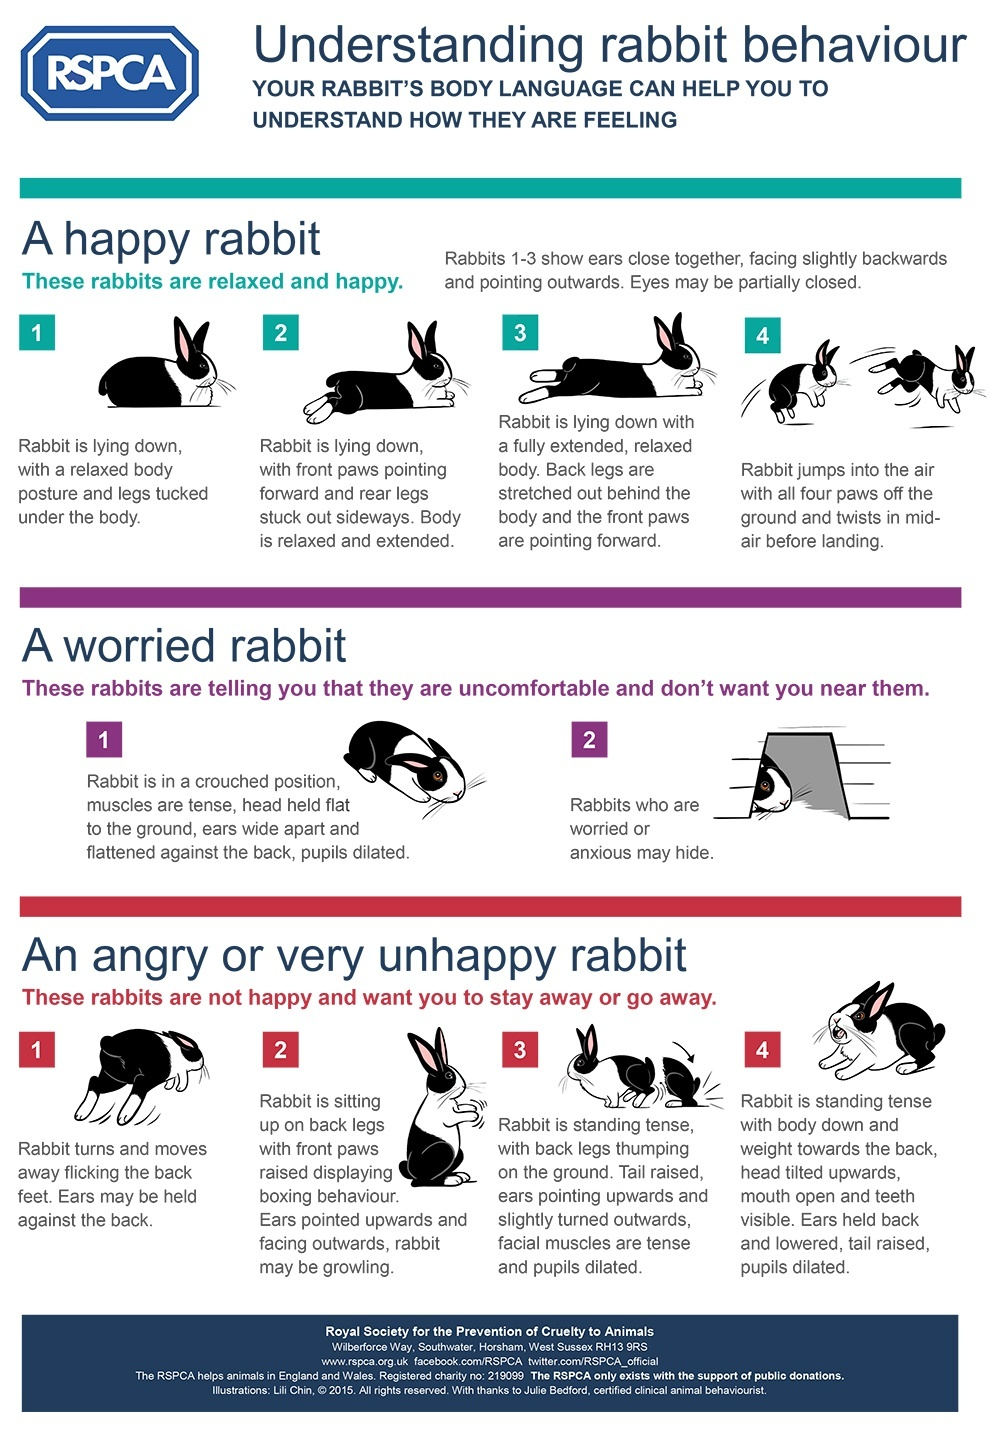 RSPCA
Understanding rabbit behaviour
YOUR RABBIT'S BODY LANGUAGE CAN HELP YOU TO
UNDERSTAND HOW THEY ARE FEELING
A happy rabbit
These rabbits are relaxed and happy.
Rabbits 1-3 show ears close together, facing slightly backwards
and pointing outwards. Eyes may be partially closed.
1
Rabbit is lying down,
with a relaxed body
posture and legs tucked
under the body.
2
Rabbit is lying down,
with front paws pointing
forward and rear legs
stuck out sideways. Body
is relaxed and extended.
3
Rabbit is lying down with
a fully extended, relaxed
body. Back legs are
stretched out behind the
body and the front paws
are pointing forward.
4
Rabbit jumps into the air
with all four paws off the
ground and twists in mid-
air before landing.
A worried rabbit
These rabbits are telling you that they are uncomfortable and don't want you near them.
1
Rabbit is in a crouched position,
muscles are tense, head held flat
to the ground, ears wide apart and
flattened against the back, pupils dilated.
2
Rabbits who are
worried or
anxious may hide.
An angry or very unhappy rabbit
These rabbits are not happy and want you to stay away or go away.
1
Rabbit turns and moves
away flicking the back
feet. Ears may be held
against the back.
2
Rabbit is sitting
up on back legs
with front paws
raised displaying
boxing behaviour.
Ears pointed upwards and
facing outwards, rabbit
may be growling.
3
Rabbit is standing tense,
with back legs thumping
on the ground. Tail raised,
ears pointing upwards and
slightly turned outwards,
facial muscles are tense
and pupils dilated.
4
Rabbit is standing tense
with body down and
weight towards the back,
head tilted upwards,
mouth open and teeth
visible. Ears held back
and lowered, tail raised,
pupils dilated.
Royal Society for the Prevention of Cruelty to Animals
Wilberforce Way, Southwater, Horsham, West Sussex RH13 9RS
www.rspca.org.uk facebook.com/RSPCA twitter.com/RSPCA_official
The RSPCA helps animals in England and Wales. Registered charity no: 219099 The RSPCA only exists with the support of public donations.
Illustrations: Lili Chin, © 2015. All rights reserved. With thanks to Julie Bedford, certified clinical animal behaviourist.